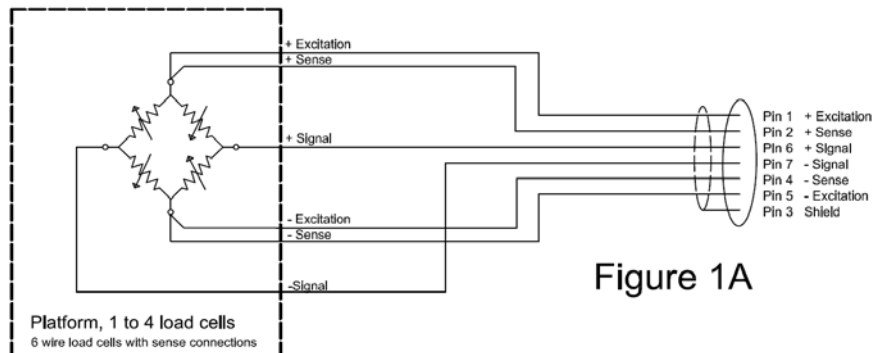 + Excitation
+ Sense
+ Signal
- Excitation
- Sense
-Signal
Platform, 1 to 4 load cells
6 wire load cells with sense connections
Pin 1 + Excitation
Pin 2 + Sense
Pin 6 + Signal
Pin 7 - Signal
Pin 4 - Sense
Pin 5 - Excitation
Pin 3 Shield
Figure 1A